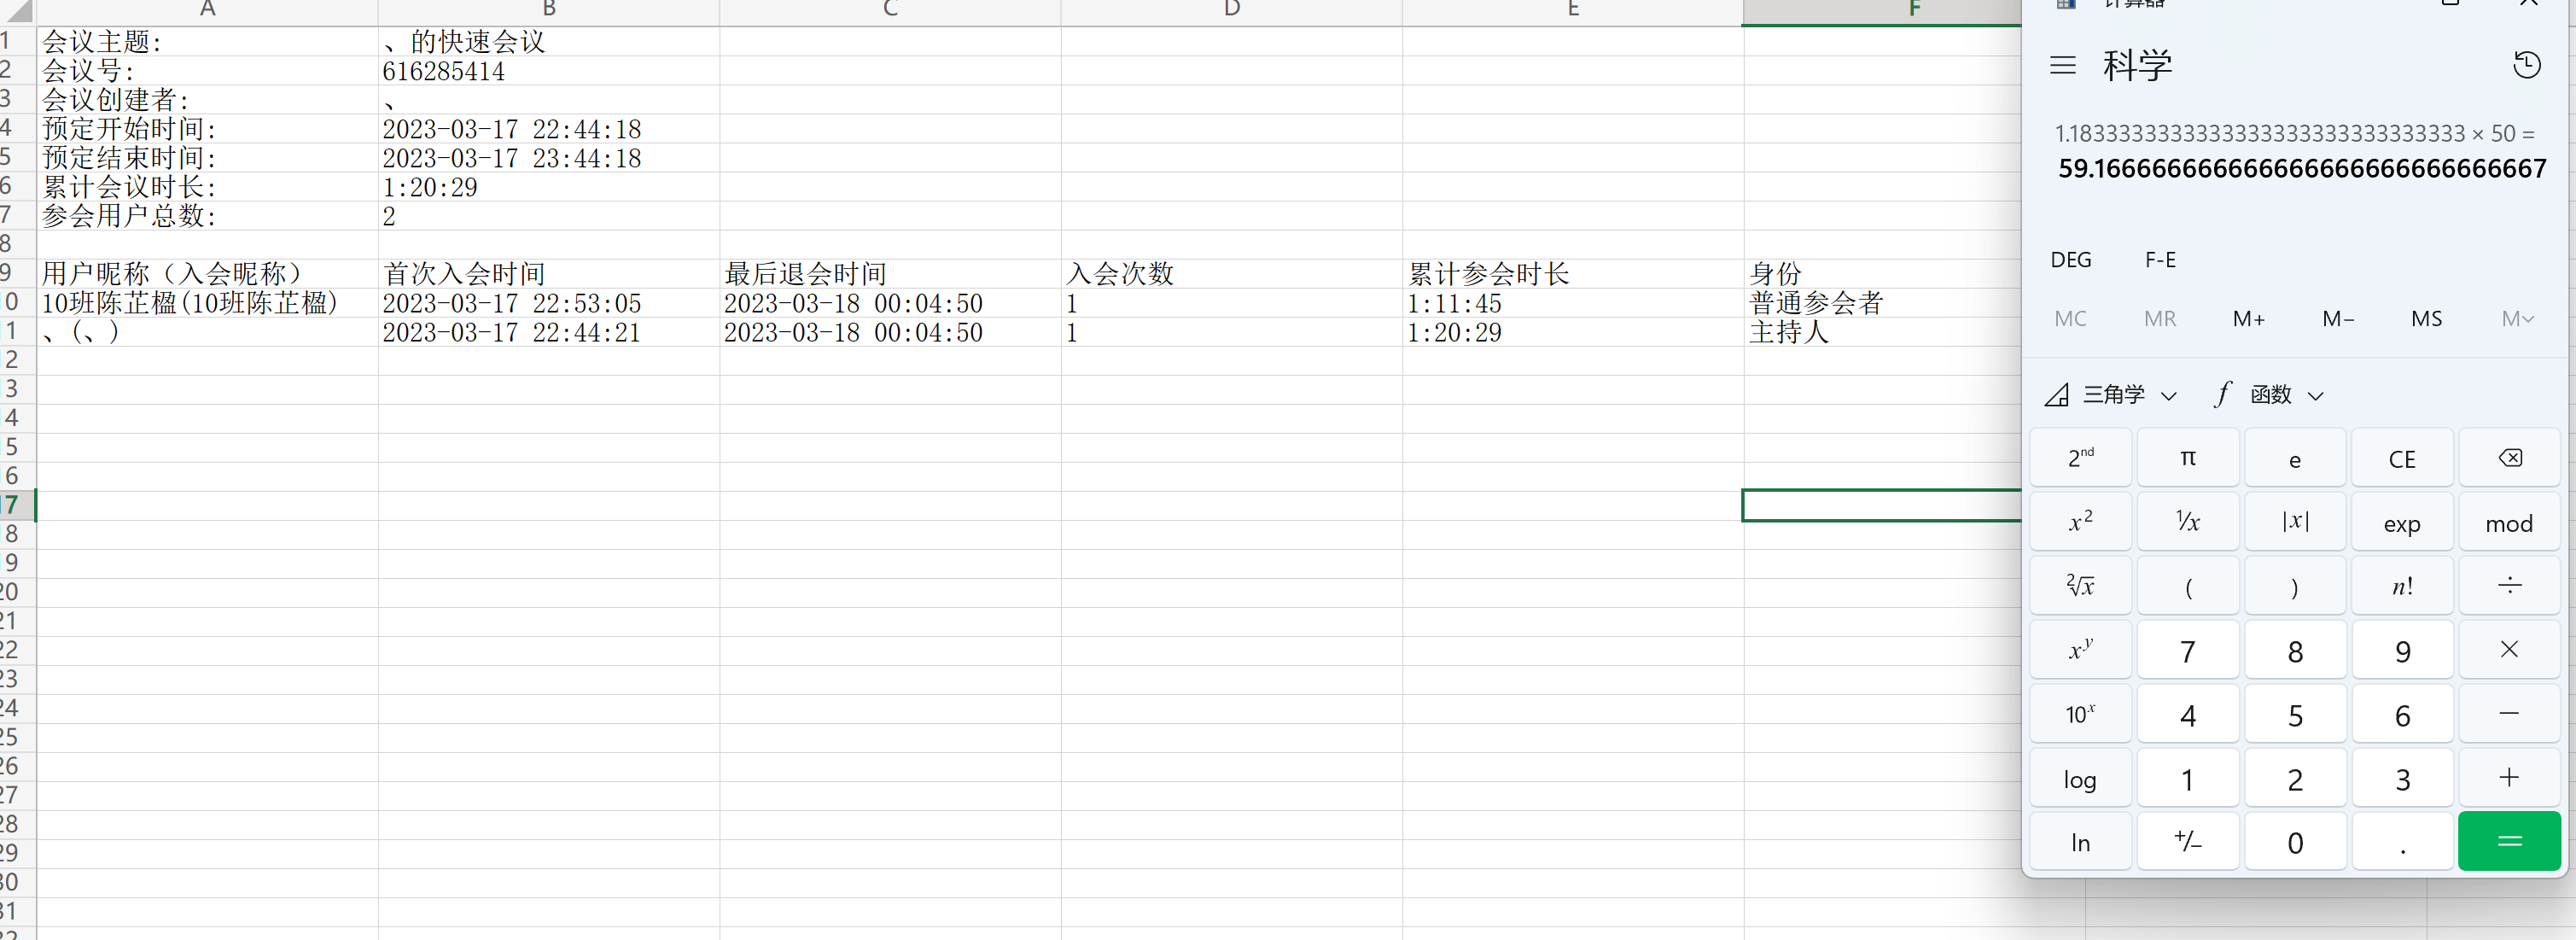 A B C D E F
1 会议主题: 、的快速会议
2 会议号: 616285414
3 会议创建者: 、
4 预定开始时间: 2023-03-17 22:44:18
5 预定结束时间: 2023-03-17 23:44:18
6 累计会议时长: 1:20:29
7 参会用户总数: 2
8
9 用户昵称（入会昵称） 首次入会时间 最后退会时间 入会次数 累计参会时长 身份
0 10班陈芷楹(10班陈芷楹) 2023-03-17 22:53:05 2023-03-18 00:04:50 1 1:11:45 普通参会者
1 、(、) 2023-03-17 22:44:21 2023-03-18 00:04:50 1 1:20:29 主持人
12
13
14
15
16
17
18
19
20
21
22
23
24
25
26
27
28
29
30
31
32
计算器
科学
1.1833333333333333333333333333333 × 50 =
59.166666666666666666666666666667
DEG F-E
MC MR M+ M− MS M
三角学 f 函数
2nd π e CE
x2 1/x |x| exp mod
2√x ( ) n! ÷
xy 7 8 9 ×
10x 4 5 6 −
log 1 2 3 +
ln +/− 0 . =